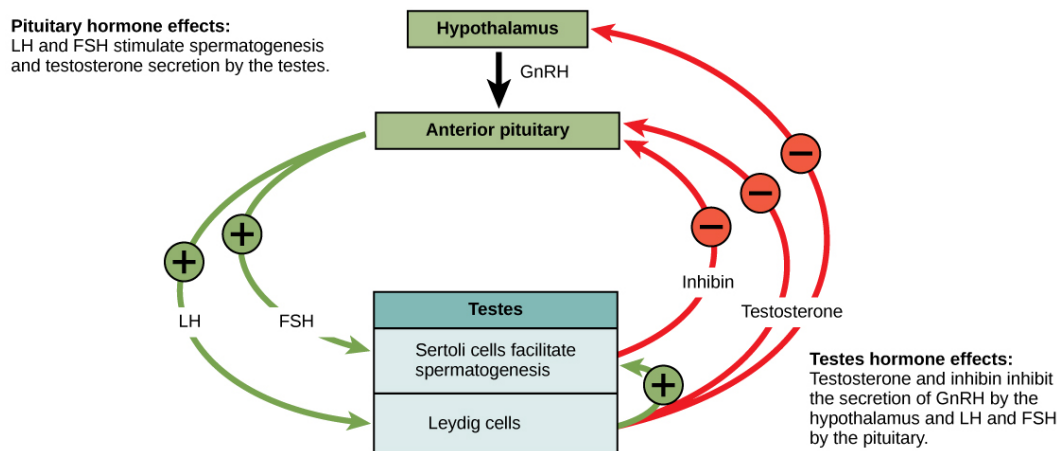 Pituitary hormone effects:
LH and FSH stimulate spermatogenesis
and testosterone secretion by the testes.
Hypothalamus
GnRH
Anterior pituitary
+
+
−
−
−
LH
FSH
Inhibin
Testosterone
Testes
Sertoli cells facilitate
spermatogenesis
+
Leydig cells
Testes hormone effects:
Testosterone and inhibin inhibit
the secretion of GnRH by the
hypothalamus and LH and FSH
by the pituitary.